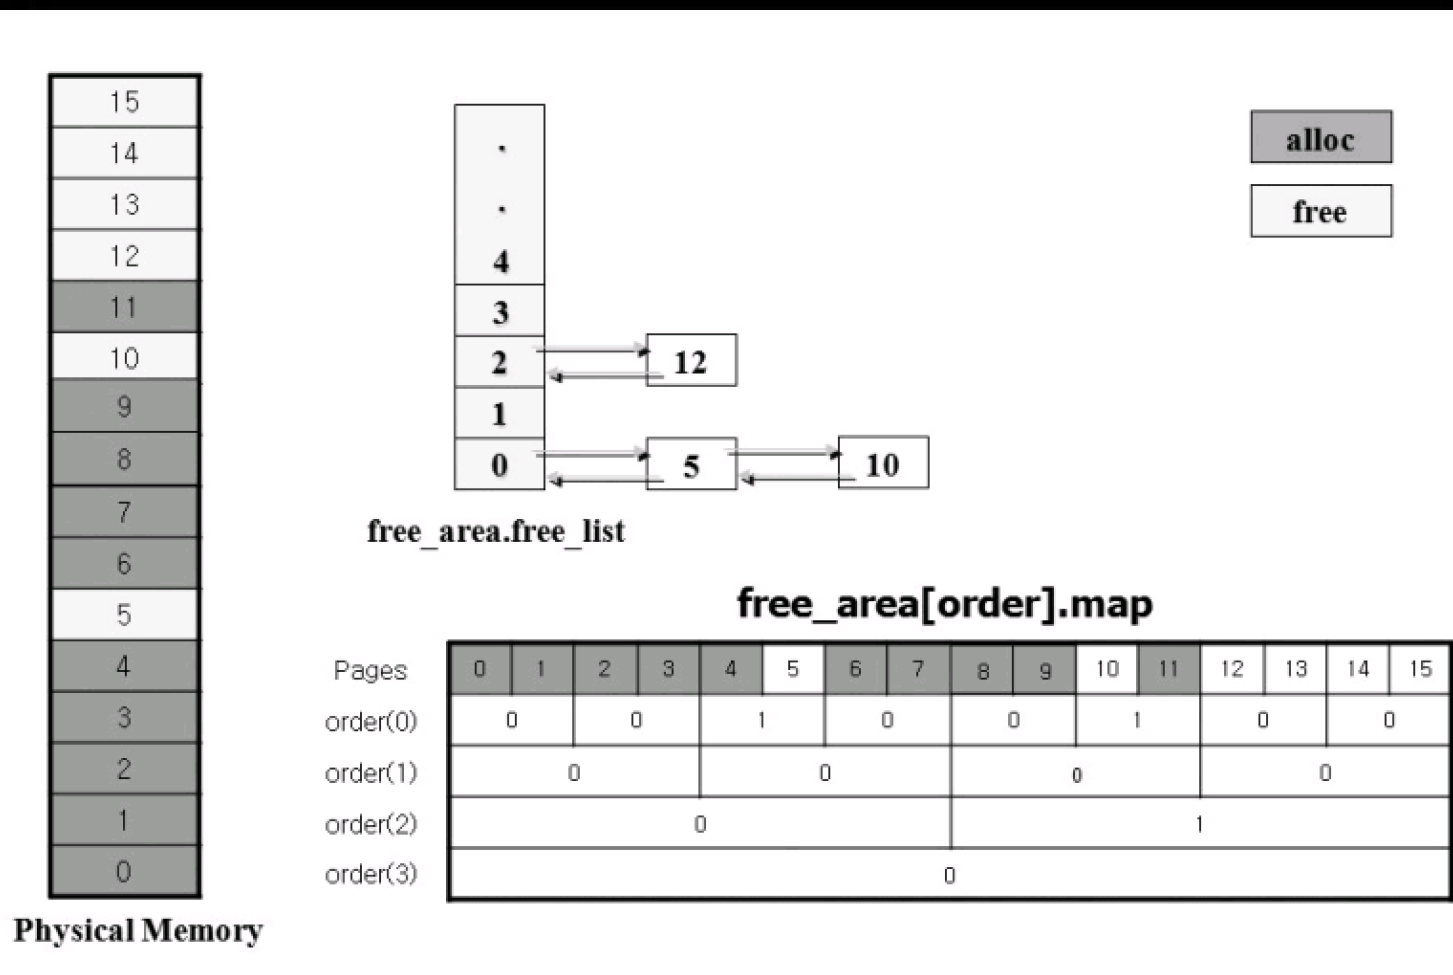 15
14
13
12
11
10
9
8
7
6
5
4
3
2
1
0
Physical Memory
.
.
4
3
2 12
1
0 5 10
free_area.free_list
alloc
free
free_area[order].map
Pages 0 1 2 3 4 5 6 7 8 9 10 11 12 13 14 15
order(0) 0 0 1 0 0 1 0 0
order(1) 0 0 0 0
order(2) 0 1
order(3) 0